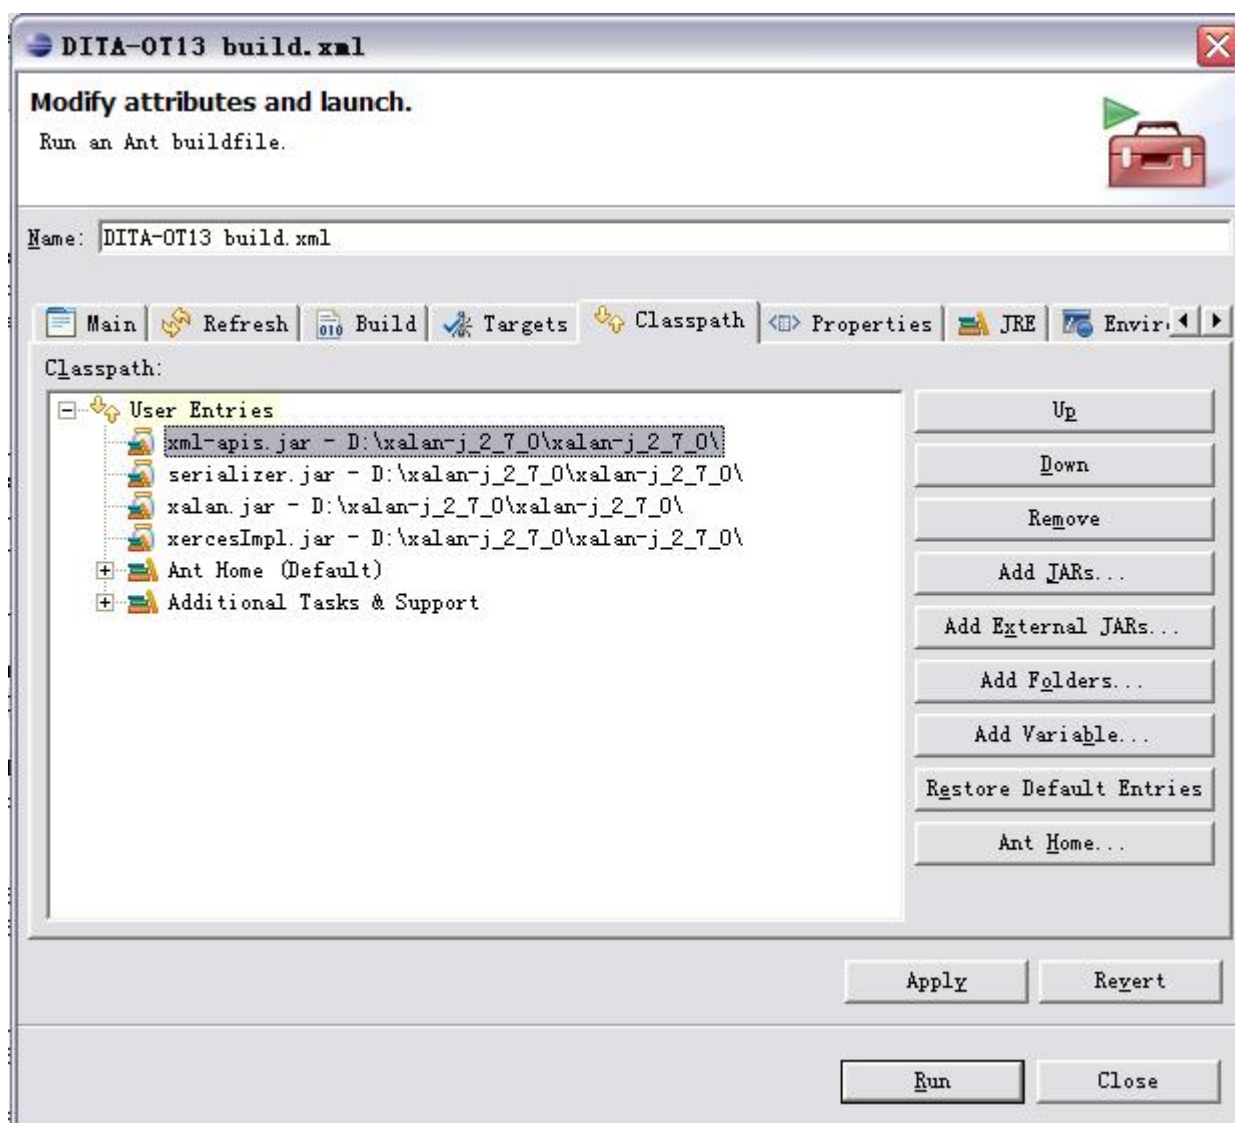 DITA-OT13 build.xml
Modify attributes and launch.
Run an Ant buildfile.
Name: DITA-OT13 build.xml
Main Refresh 010 Build Targets Classpath Properties JRE Envir
Classpath:
User Entries
xml-apis.jar - D:\xalan-j_2_7_0\xalan-j_2_7_0\
serializer.jar - D:\xalan-j_2_7_0\xalan-j_2_7_0\
xalan.jar - D:\xalan-j_2_7_0\xalan-j_2_7_0\
xercesImpl.jar - D:\xalan-j_2_7_0\xalan-j_2_7_0\
Ant Home (Default)
Additional Tasks & Support
Up
Down
Remove
Add JARs...
Add External JARs...
Add Folders...
Add Variable...
Restore Default Entries
Ant Home...
Apply Revert
Run Close